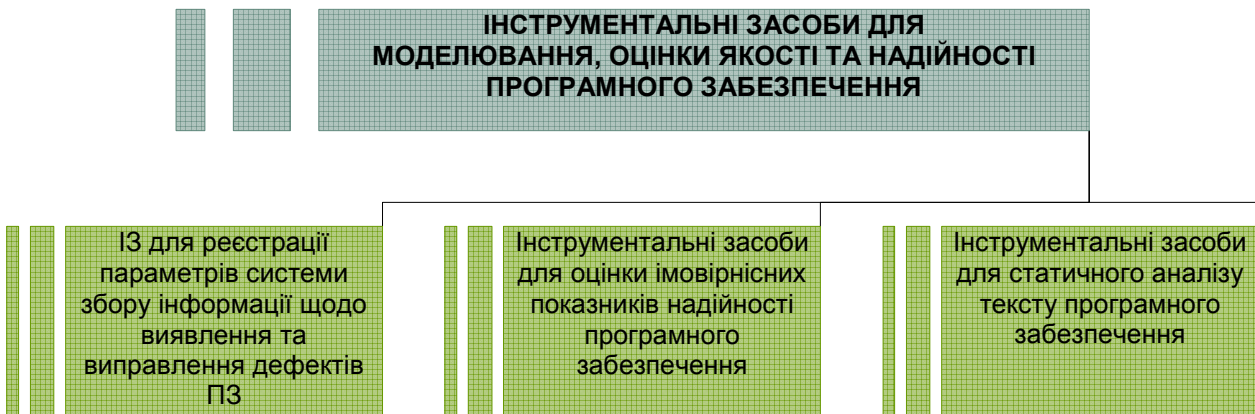 ІНСТРУМЕНТАЛЬНІ ЗАСОБИ ДЛЯ
МОДЕЛЮВАННЯ, ОЦІНКИ ЯКОСТІ ТА НАДІЙНОСТІ
ПРОГРАМНОГО ЗАБЕЗПЕЧЕННЯ
ІЗ для реєстрації
параметрів системи
збору інформації щодо
виявлення та
виправлення дефектів
ПЗ
Інструментальні засоби
для оцінки імовірнісних
показників надійності
програмного
забезпечення
Інструментальні засоби
для статичного аналізу
тексту програмного
забезпечення